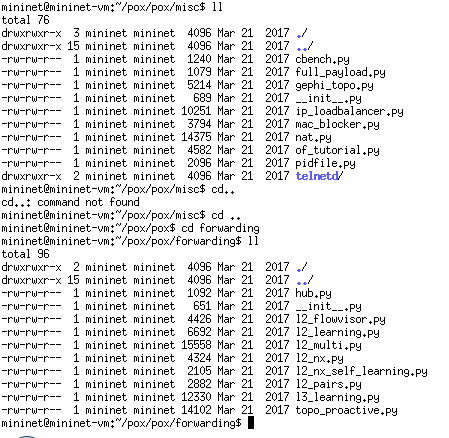 mininet@mininet-vm:~/pox/pox/misc$ ll
total 76
drwxrwxr-x  3 mininet mininet  4096 Mar 21  2017 ./
drwxrwxr-x 15 mininet mininet  4096 Mar 21  2017 ../
-rw-rw-r--  1 mininet mininet  1240 Mar 21  2017 cbench.py
-rw-rw-r--  1 mininet mininet  1079 Mar 21  2017 full_payload.py
-rw-rw-r--  1 mininet mininet  5214 Mar 21  2017 gephi_topo.py
-rw-rw-r--  1 mininet mininet   689 Mar 21  2017 __init__.py
-rw-rw-r--  1 mininet mininet 10251 Mar 21  2017 ip_loadbalancer.py
-rw-rw-r--  1 mininet mininet  3794 Mar 21  2017 mac_blocker.py
-rw-rw-r--  1 mininet mininet 14375 Mar 21  2017 nat.py
-rw-rw-r--  1 mininet mininet  4582 Mar 21  2017 of_tutorial.py
-rw-rw-r--  1 mininet mininet  2096 Mar 21  2017 pidfile.py
drwxrwxr-x  2 mininet mininet  4096 Mar 21  2017 telnetd/
mininet@mininet-vm:~/pox/pox/misc$ cd..
cd..: command not found
mininet@mininet-vm:~/pox/pox/misc$ cd ..
mininet@mininet-vm:~/pox/pox$ cd forwarding
mininet@mininet-vm:~/pox/pox/forwarding$ ll
total 96
drwxrwxr-x  2 mininet mininet  4096 Mar 21  2017 ./
drwxrwxr-x 15 mininet mininet  4096 Mar 21  2017 ../
-rw-rw-r--  1 mininet mininet  1092 Mar 21  2017 hub.py
-rw-rw-r--  1 mininet mininet   651 Mar 21  2017 __init__.py
-rw-rw-r--  1 mininet mininet  4426 Mar 21  2017 l2_flowvisor.py
-rw-rw-r--  1 mininet mininet  6692 Mar 21  2017 l2_learning.py
-rw-rw-r--  1 mininet mininet 15558 Mar 21  2017 l2_multi.py
-rw-rw-r--  1 mininet mininet  4324 Mar 21  2017 l2_nx.py
-rw-rw-r--  1 mininet mininet  2105 Mar 21  2017 l2_nx_self_learning.py
-rw-rw-r--  1 mininet mininet  2882 Mar 21  2017 l2_pairs.py
-rw-rw-r--  1 mininet mininet 12330 Mar 21  2017 l3_learning.py
-rw-rw-r--  1 mininet mininet 14102 Mar 21  2017 topo_proactive.py
mininet@mininet-vm:~/pox/pox/forwarding$